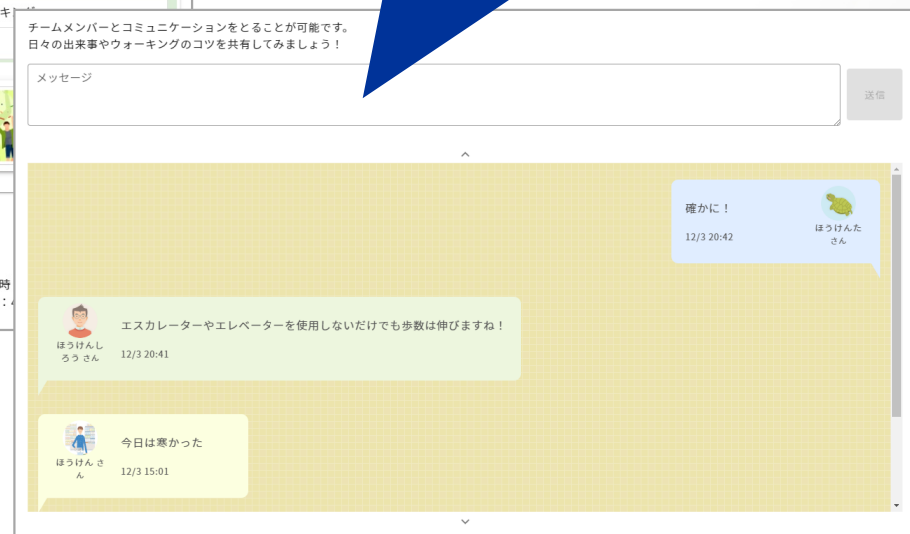 チームメンバーとコミュニケーションをとることが可能です。
日々の出来事やウォーキングのコツを共有してみましょう！
メッセージ
送信
確かに！
12/3 20:42
ほうけんた
さん
エスカレーターやエレベーターを使用しないだけでも歩数は伸びますね！
12/3 20:41
ほうけんし
ろう さん
今日は寒かった
12/3 15:01
ほうけん さ
ん
時